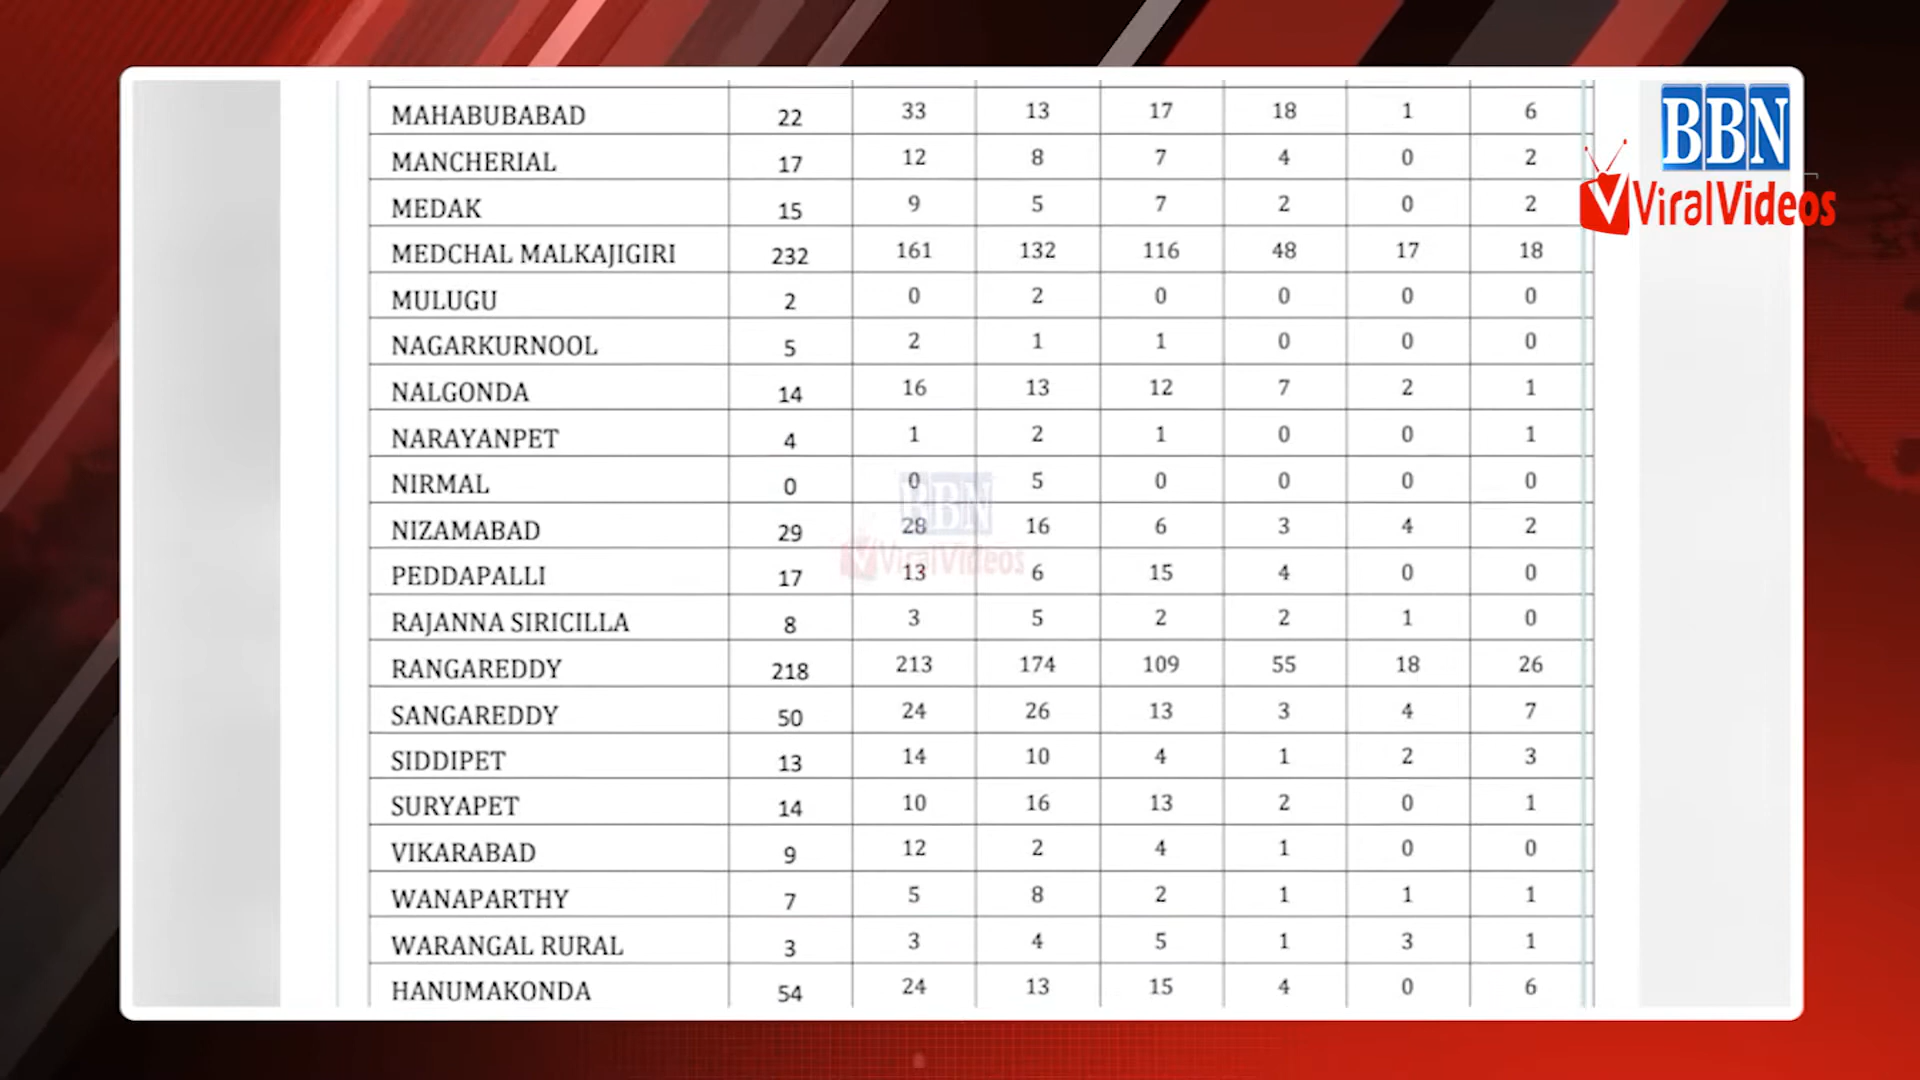 MAHABUBABAD 22 33 13 17 18 1 6
MANCHERIAL 17 12 8 7 4 0 2
MEDAK 15 9 5 7 2 0 2
MEDCHAL MALKAJIGIRI 232 161 132 116 48 17 18
MULUGU 2 0 2 0 0 0 0
NAGARKURNOOL 5 2 1 1 0 0 0
NALGONDA 14 16 13 12 7 2 1
NARAYANPET 4 1 2 1 0 0 1
NIRMAL 0 0 5 0 0 0 0
NIZAMABAD 29 28 16 6 3 4 2
PEDDAPALLI 17 13 6 15 4 0 0
RAJANNA SIRICILLA 8 3 5 2 2 1 0
RANGAREDDY 218 213 174 109 55 18 26
SANGAREDDY 50 24 26 13 3 4 7
SIDDIPET 13 14 10 4 1 2 3
SURYAPET 14 10 16 13 2 0 1
VIKARABAD 9 12 2 4 1 0 0
WANAPARTHY 7 5 8 2 1 1 1
WARANGAL RURAL 3 3 4 5 1 3 1
HANUMAKONDA 54 24 13 15 4 0 6
BBN
ViralVideos
BBN
ViralVideos